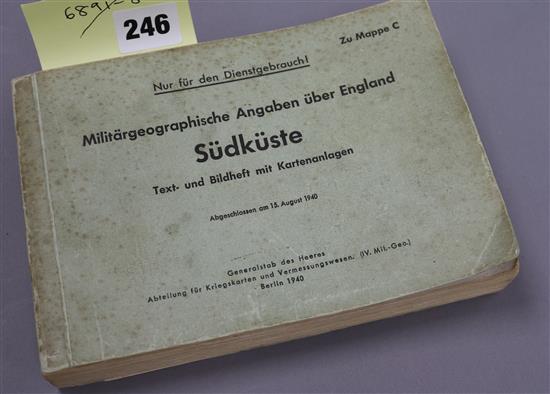 246
Zu Mappe C
Nur für den Dienstgebrauch!
Militärgeographische Angaben über England
Südküste
Text- und Bildheft mit Kartenanlagen
Abgeschlossen am 15. August 1940
Generalstab des Heeres
Abteilung für Kriegskarten und Vermessungswesen. (IV. Mil.-Geo.)
Berlin 1940